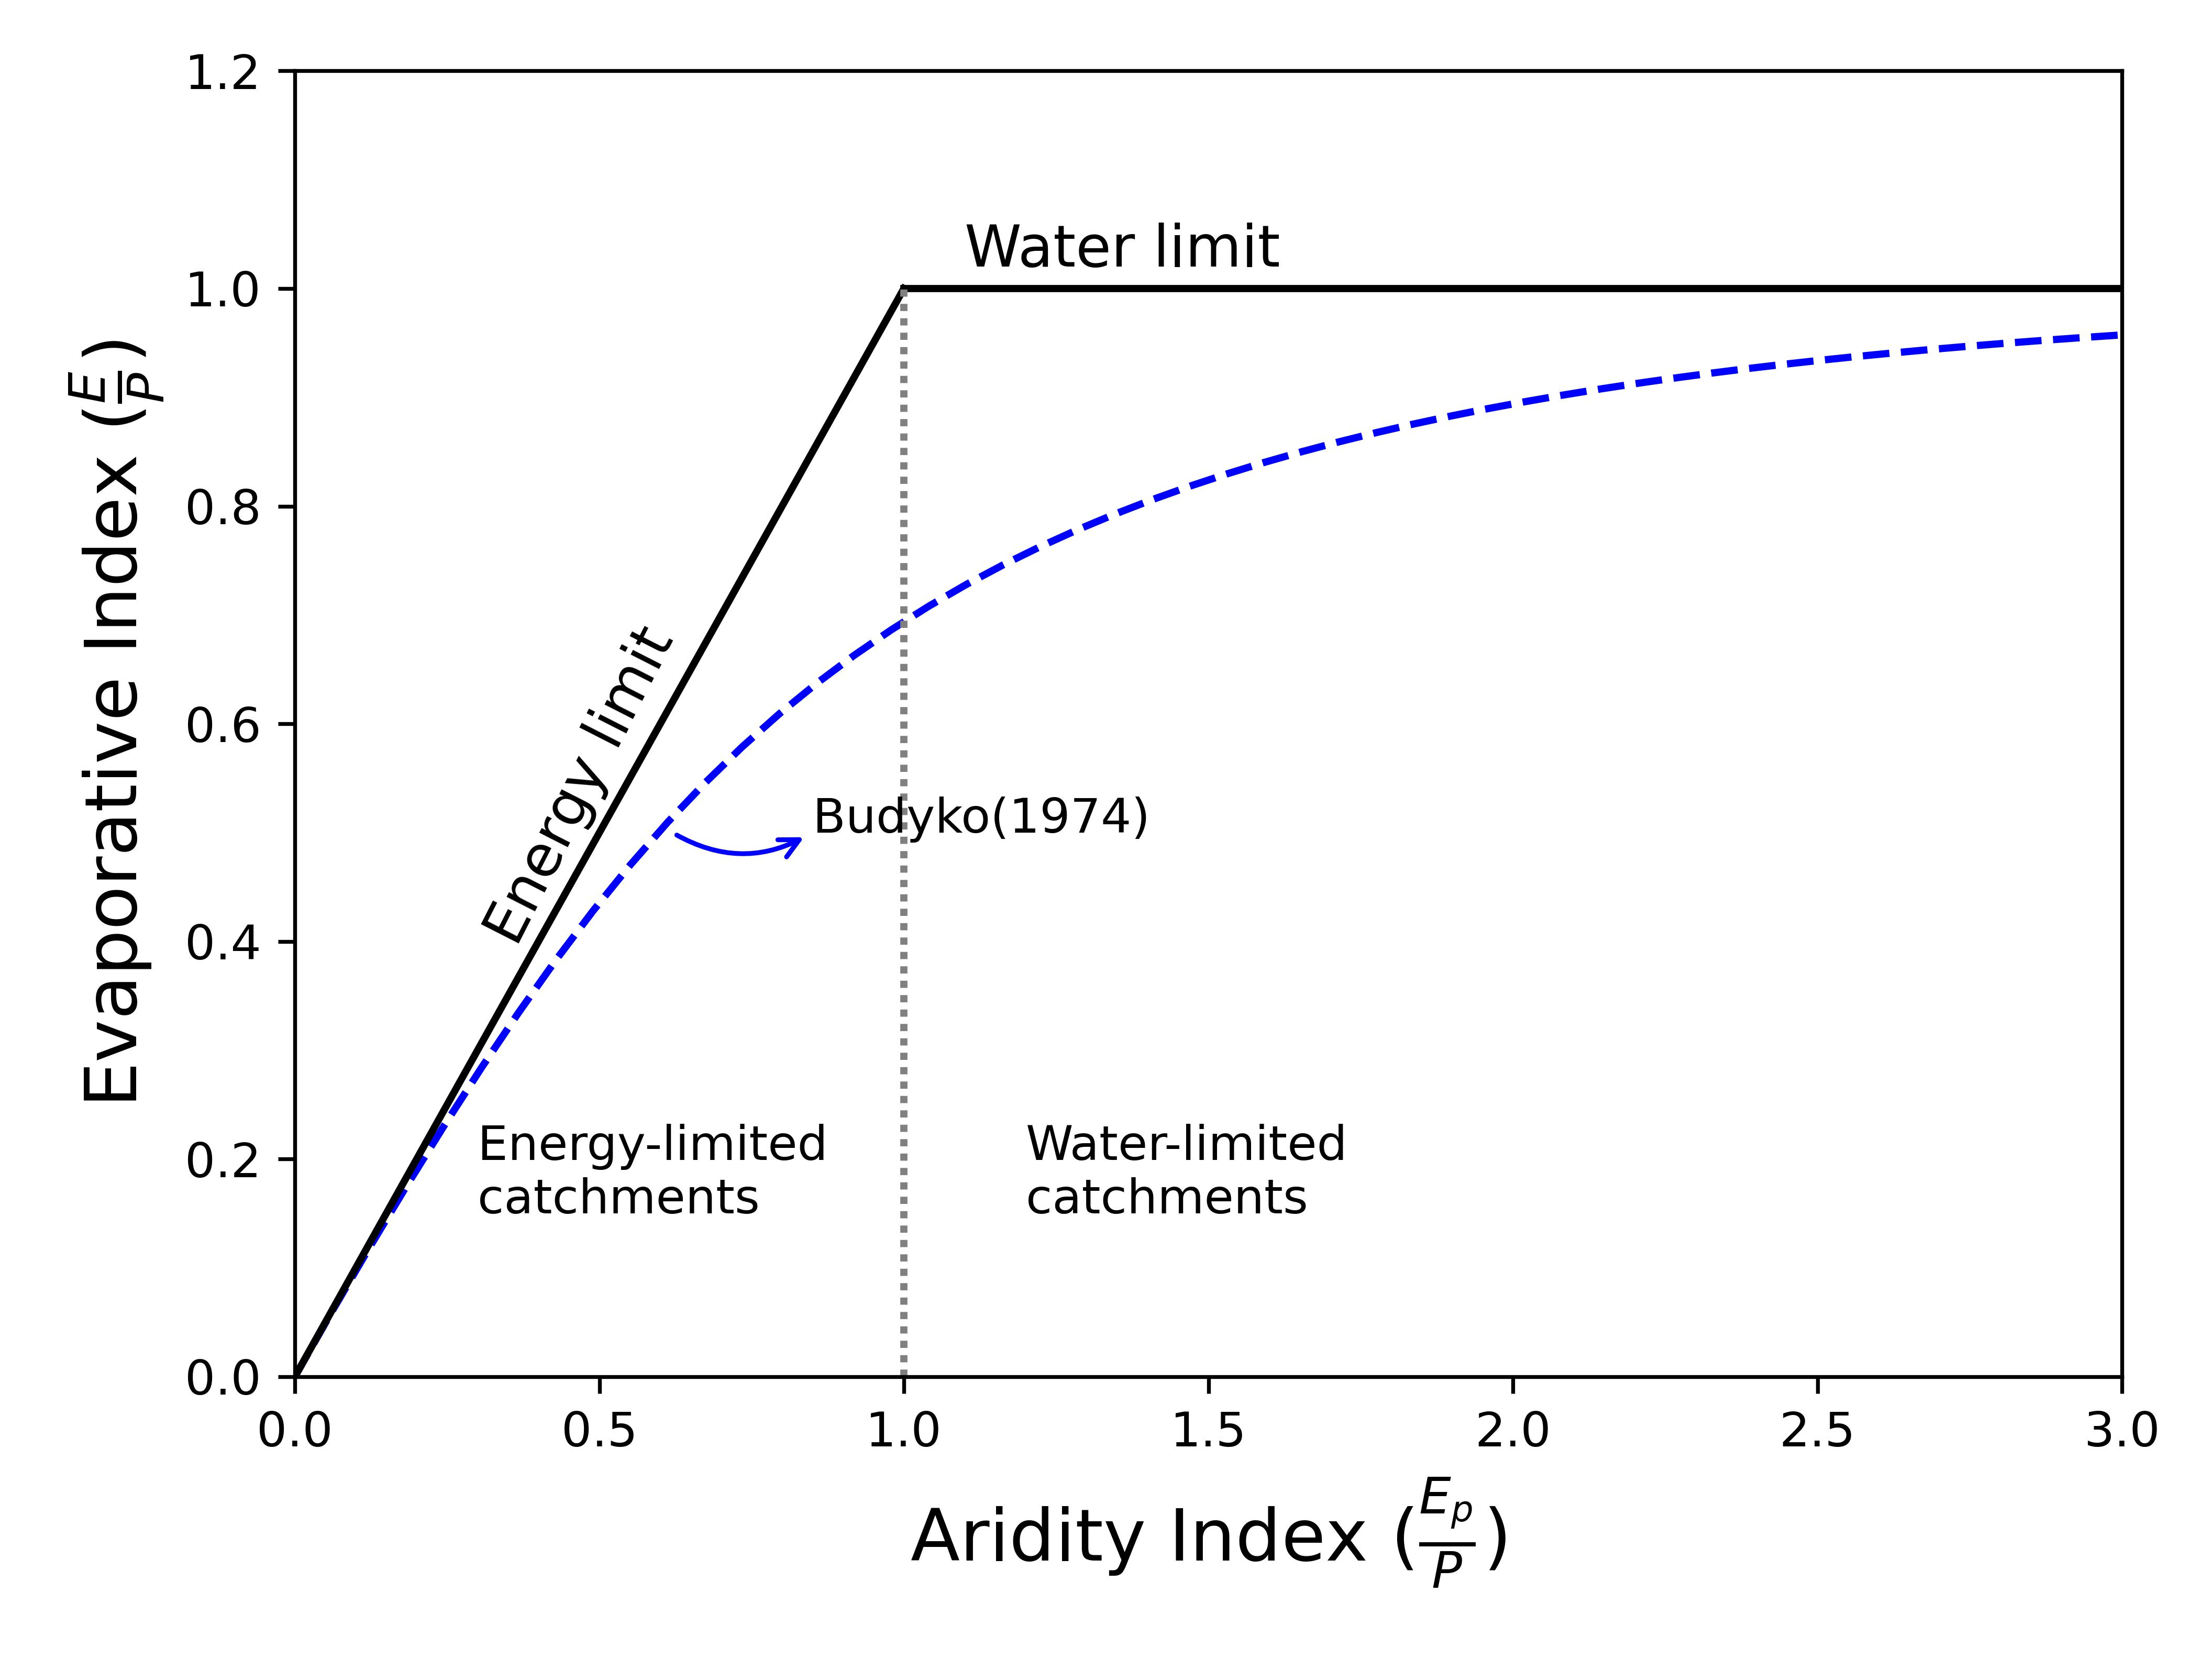 1.2
1.0
0.8
0.6
0.4
0.2
0.0
Evaporative Index (E/P)
Water limit
Energy limit
Budyko(1974)
Energy-limited
catchments
Water-limited
catchments
0.0 0.5 1.0 1.5 2.0 2.5 3.0
Aridity Index (Eₚ/P)